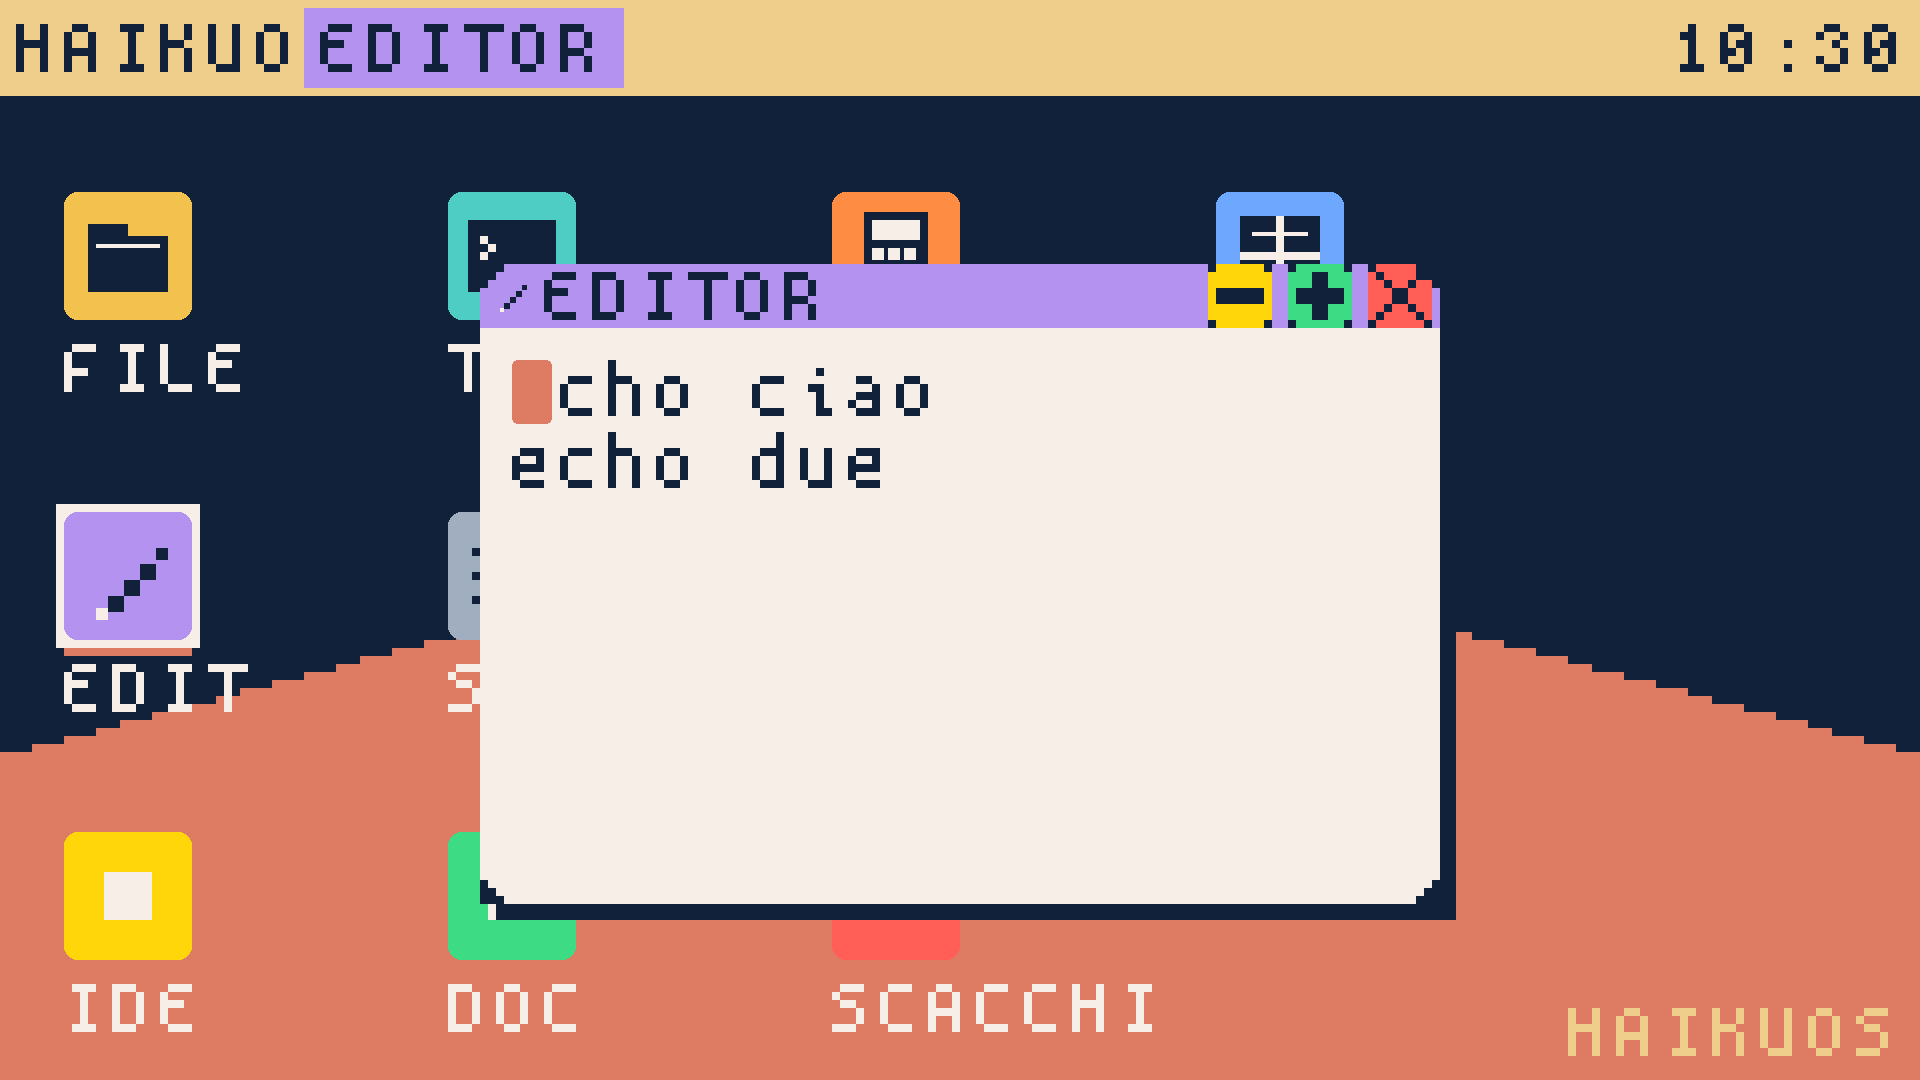 HAIKUO EDITOR 10:30
FILE
EDITOR
cho ciao
echo due
EDIT
IDE
DOC
SCACCHI
HAIKUOS